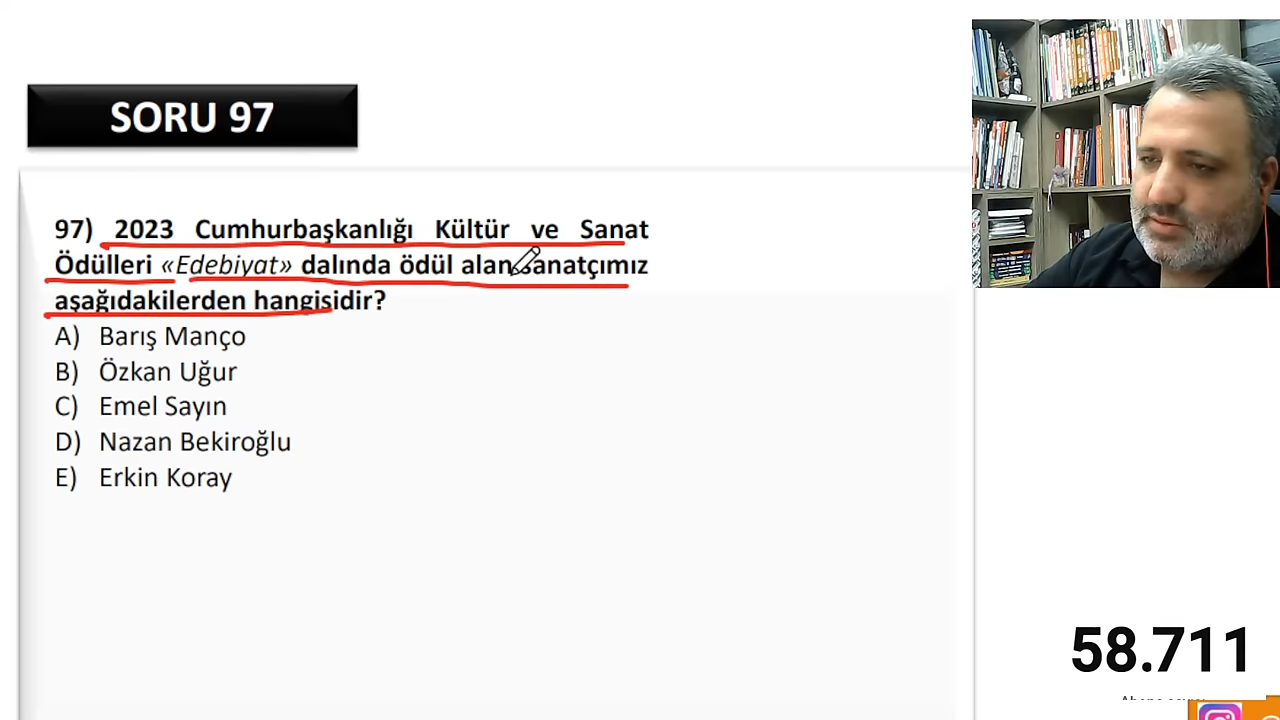 SORU 97
97) 2023 Cumhurbaşkanlığı Kültür ve Sanat
Ödülleri «Edebiyat» dalında ödül alan sanatçımız
aşağıdakilerden hangisidir?
A) Barış Manço
B) Özkan Uğur
C) Emel Sayın
D) Nazan Bekiroğlu
E) Erkin Koray
58.711